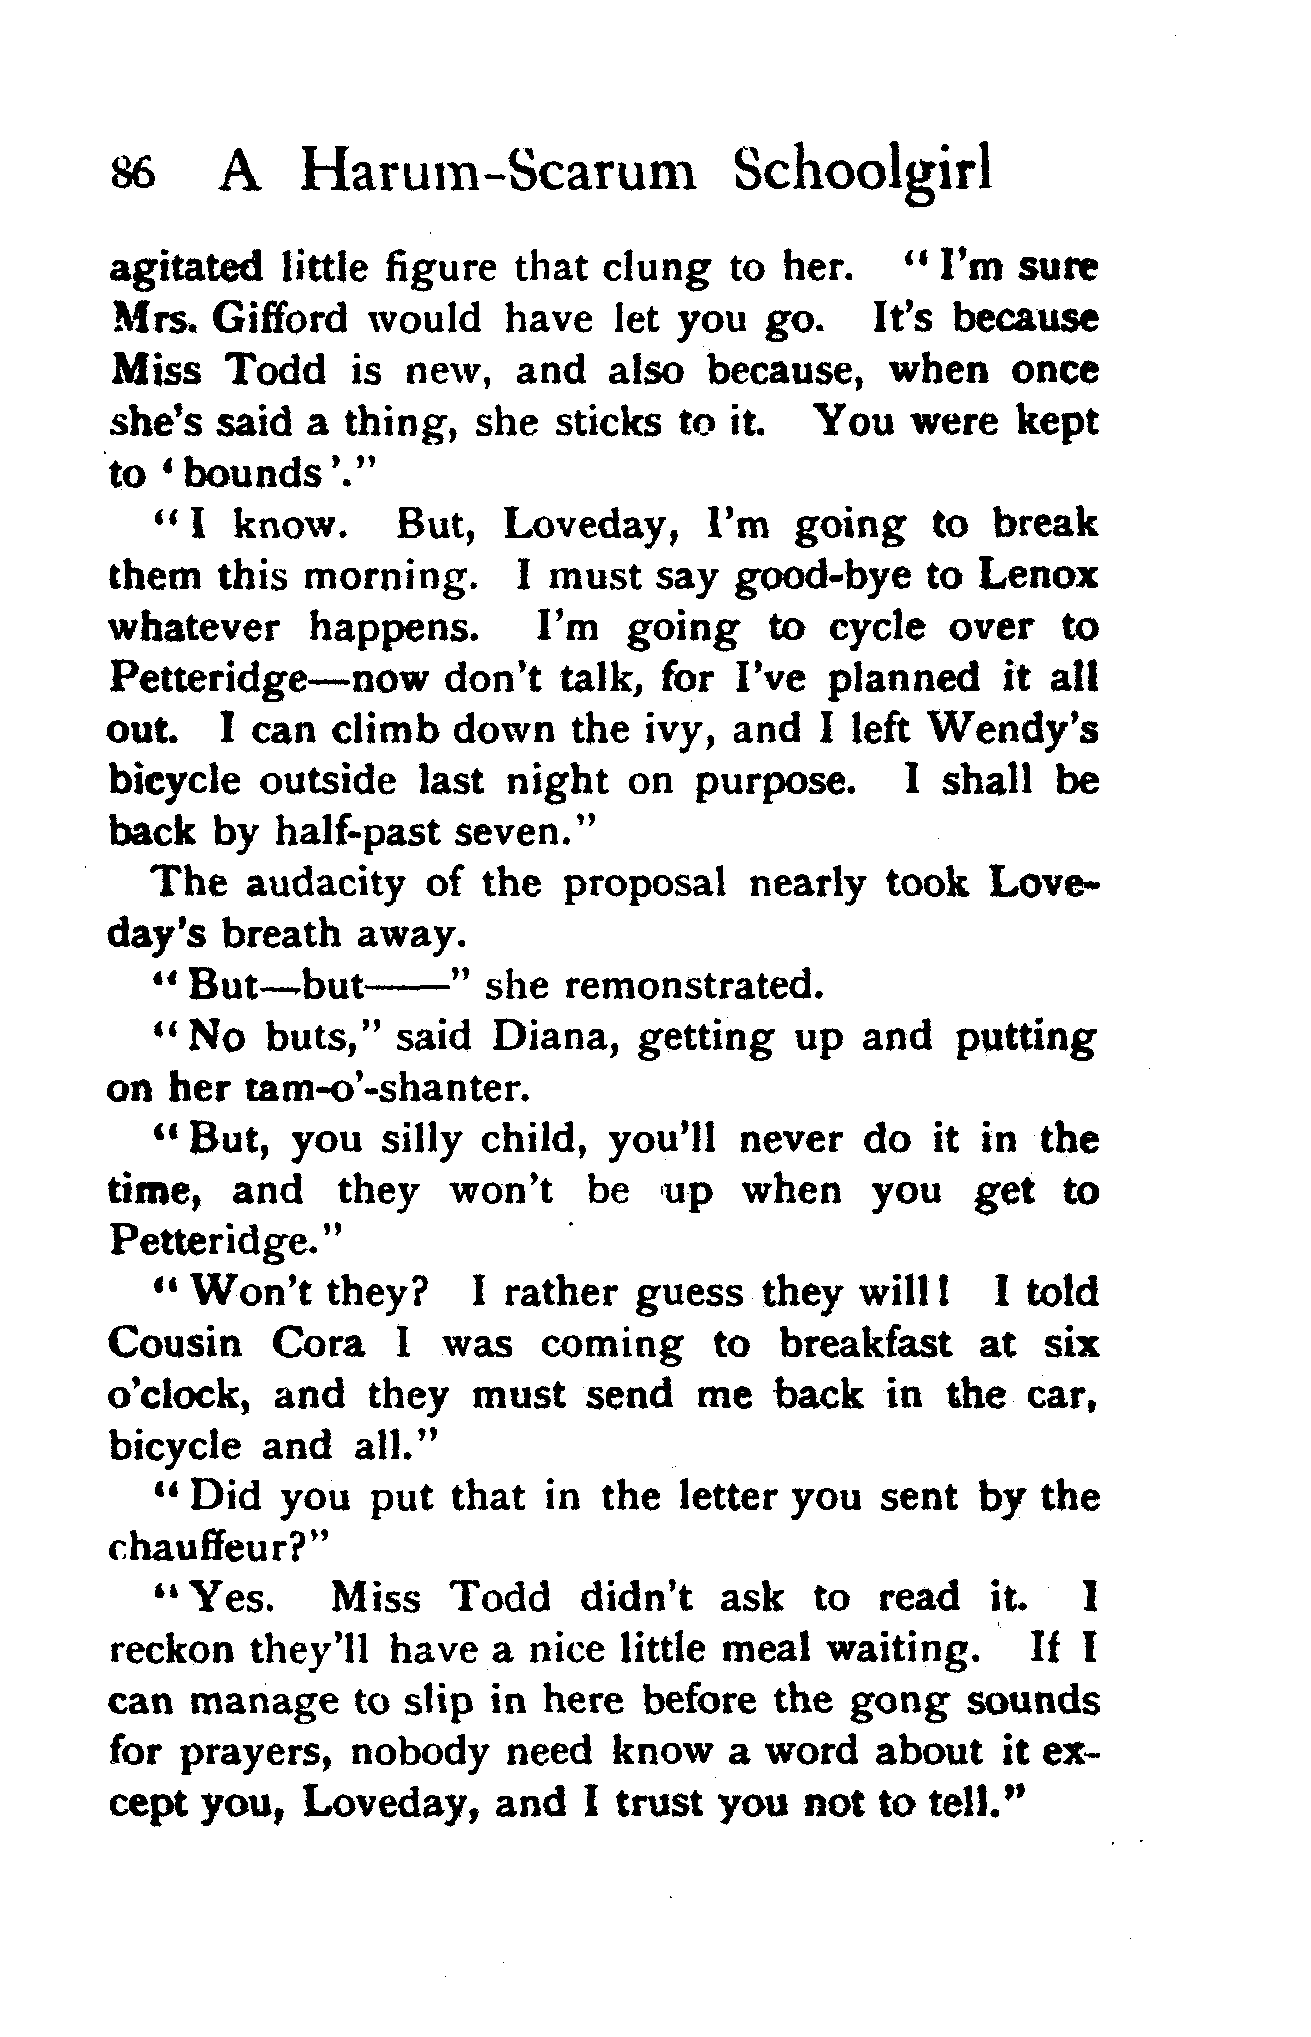 86 A Harum-Scarum Schoolgirl
agitated little figure that clung to her. "I'm sure
Mrs. Gifford would have let you go. It's because
Miss Todd is new, and also because, when once
she's said a thing, she sticks to it. You were kept
to 'bounds'."
"I know. But, Loveday, I'm going to break
them this morning. I must say good-bye to Lenox
whatever happens. I'm going to cycle over to
Petteridge—now don't talk, for I've planned it all
out. I can climb down the ivy, and I left Wendy's
bicycle outside last night on purpose. I shall be
back by half-past seven."
The audacity of the proposal nearly took Love-
day's breath away.
"But—but——" she remonstrated.
"No buts," said Diana, getting up and putting
on her tam-o'-shanter.
"But, you silly child, you'll never do it in the
time, and they won't be up when you get to
Petteridge."
"Won't they? I rather guess they will! I told
Cousin Cora I was coming to breakfast at six
o'clock, and they must send me back in the car,
bicycle and all."
"Did you put that in the letter you sent by the
chauffeur?"
"Yes. Miss Todd didn't ask to read it. I
reckon they'll have a nice little meal waiting. If I
can manage to slip in here before the gong sounds
for prayers, nobody need know a word about it ex-
cept you, Loveday, and I trust you not to tell."